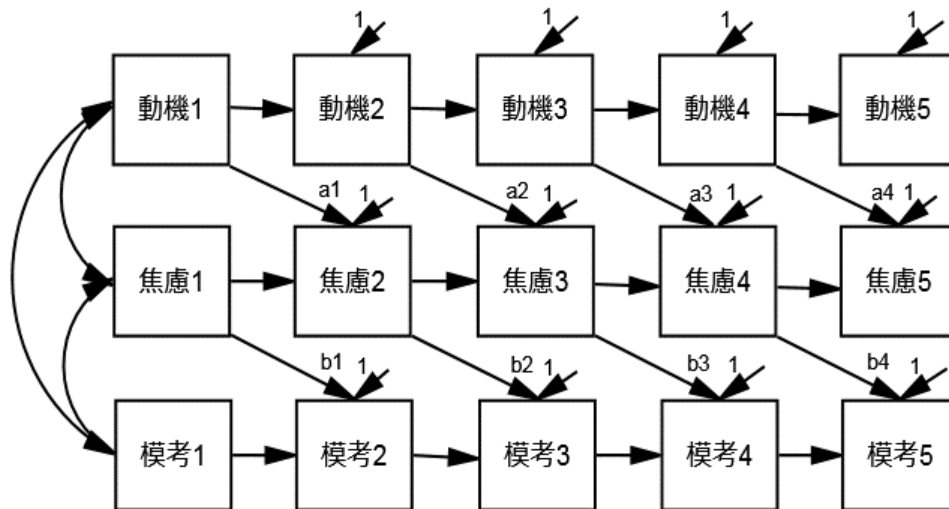 1 1 1 1
動機1 動機2 動機3 動機4 動機5
a1 1 a2 1 a3 1 a4 1
焦慮1 焦慮2 焦慮3 焦慮4 焦慮5
b1 1 b2 1 b3 1 b4 1
模考1 模考2 模考3 模考4 模考5